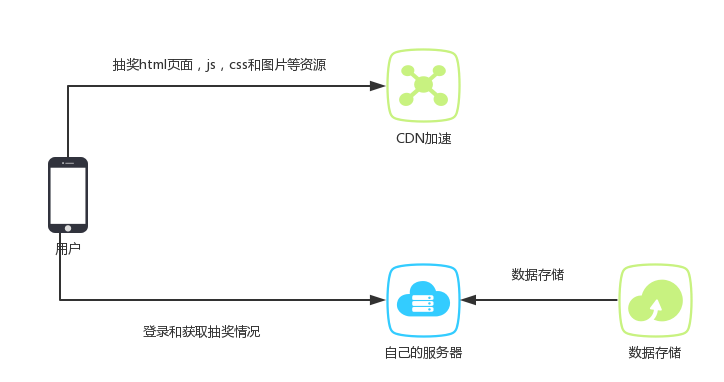 抽奖html页面，js，css和图片等资源
CDN加速
用户
数据存储
登录和获取抽奖情况
自己的服务器
数据存储